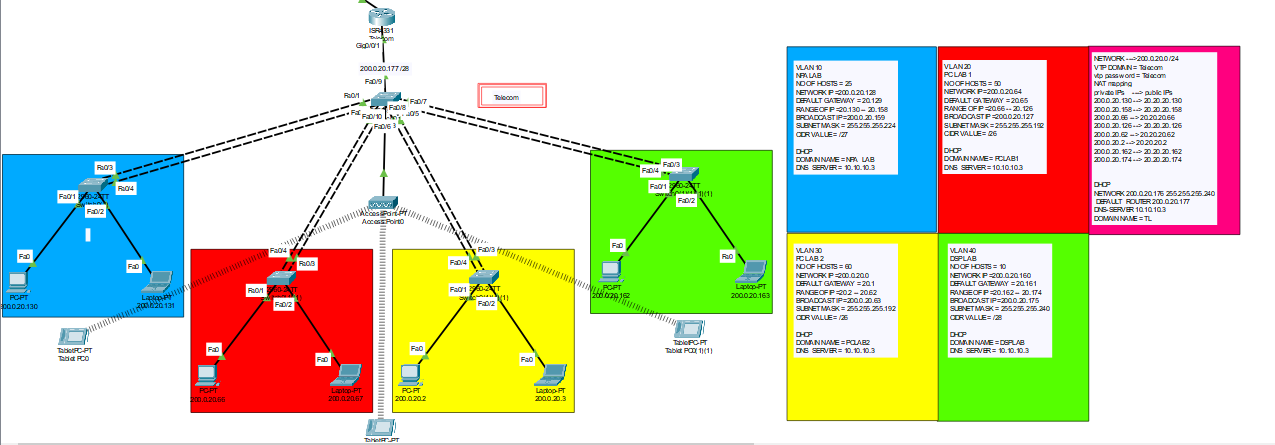 ISR4331
Gig0/0/1
200.0.20.177 /28
Fa0/9
Fa0/1
Fa0/7
Fa0/8
Fa0/10
Fa0/6
Telecom
Fa0/3
Fa0/4
Fa0/1
2960-24TT
Fa0/2
Fa0
Fa0
PC-PT
200.0.20.130
Laptop-PT
200.0.20.131
TabletPC-PT
Tablet PC0
AccessPoint-PT
Access Point0
Fa0/4
Fa0/3
Fa0/1
Fa0/2
Fa0
Fa0
PC-PT
Laptop-PT
200.0.20.67
TabletPC-PT
Fa0/3
Fa0/4
Fa0/1
2960-24TT
Fa0/2
Fa0
Fa0
PC-PT
200.0.20.2
Laptop-PT
200.0.20.3
Fa0/3
Fa0/4
Fa0/1
2960-24TT
Fa0/2
Fa0
Fa0
PC-PT
200.0.20.162
Laptop-PT
200.0.20.163
TabletPC-PT
Tablet PC0(1)(1)
VLAN 10
NPA LAB
NO OF HOSTS = 25
NETWORK IP =200.0.20.128
DEFAULT GATEWAY = 20.129
RANGE OF IP =20.130 -- 20.158
BROADCAST IP =200.0.20.159
SUBNET MASK = 255.255.255.224
CIDR VALUE = /27
DHCP
DOMAIN NAME = NPA_LAB
DNS SERVER = 10.10.10.3
VLAN 20
PC LAB 1
NO OF HOSTS = 50
NETWORK IP =200.0.20.64
DEFAULT GATEWAY = 20.65
RANGE OF IP =20.66 -- 20.126
BROADCAST IP =200.0.20.127
SUBNET MASK = 255.255.255.192
CIDR VALUE = /26
DHCP
DOMAIN NAME = PCLAB1
DNS SERVER = 10.10.10.3
NETWORK --->200.0.20.0 /24
VTP DOMAIN = Telecom
vtp password = Telecom
NAT mapping
private IPs ----> public IPs
200.0.20.130 --> 20.20.20.130
200.0.20.158 --> 20.20.20.158
200.0.20.66 --> 20.20.20.66
200.0.20.126 --> 20.20.20.126
200.0.20.62 --> 20.20.20.62
200.0.20.2 --> 20.20.20.2
200.0.20.162 --> 20.20.20.162
200.0.20.174 --> 20.20.20.174
DHCP
NETWORK 200.0.20.176 255.255.255.240
DEFAULT ROUTER 200.0.20.177
DNS-SERVER 10.10.10.3
DOMAIN NAME = TL
VLAN 30
PC LAB 2
NO OF HOSTS = 60
NETWORK IP =200.0.20.0
DEFAULT GATEWAY = 20.1
RANGE OF IP =20.2 -- 20.62
BROADCAST IP =200.0.20.63
SUBNET MASK = 255.255.255.192
CIDR VALUE = /26
DHCP
DOMAIN NAME = PCLAB2
DNS SERVER = 10.10.10.3
VLAN 40
DSP LAB
NO OF HOSTS = 10
NETWORK IP =200.0.20.160
DEFAULT GATEWAY = 20.161
RANGE OF IP =20.162 -- 20.174
BROADCAST IP =200.0.20.175
SUBNET MASK = 255.255.255.240
CIDR VALUE = /28
DHCP
DOMAIN NAME = DSPLAB
DNS SERVER = 10.10.10.3